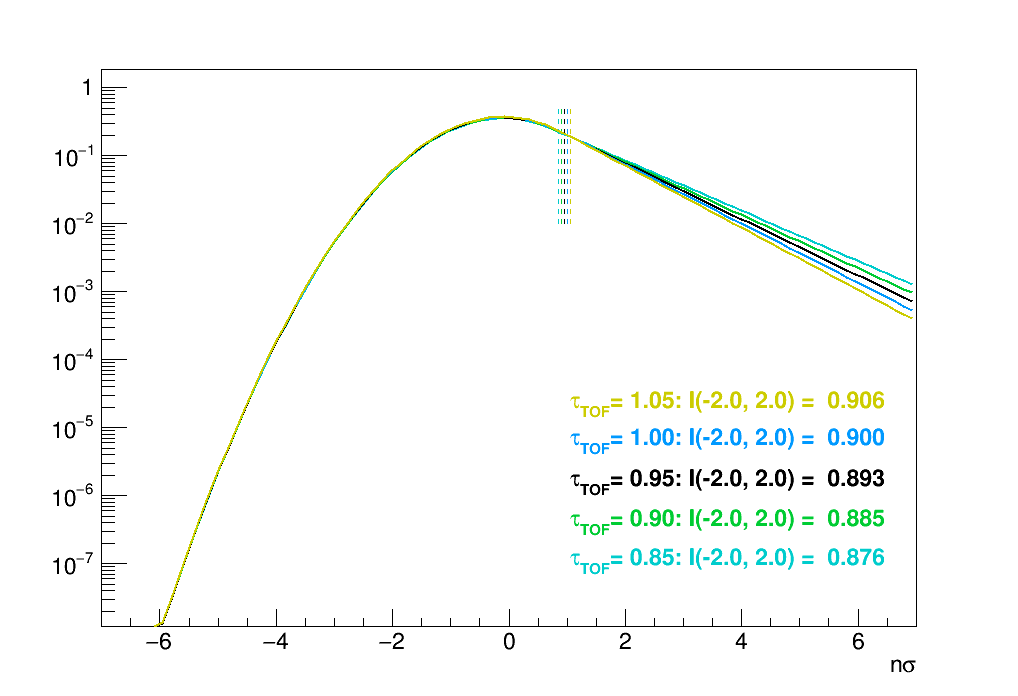 1
10⁻¹
10⁻²
10⁻³
10⁻⁴
10⁻⁵
10⁻⁶
10⁻⁷
τTOF= 1.05: I(-2.0, 2.0) = 0.906
τTOF= 1.00: I(-2.0, 2.0) = 0.900
τTOF= 0.95: I(-2.0, 2.0) = 0.893
τTOF= 0.90: I(-2.0, 2.0) = 0.885
τTOF= 0.85: I(-2.0, 2.0) = 0.876
−6 −4 −2 0 2 4 6
nσ